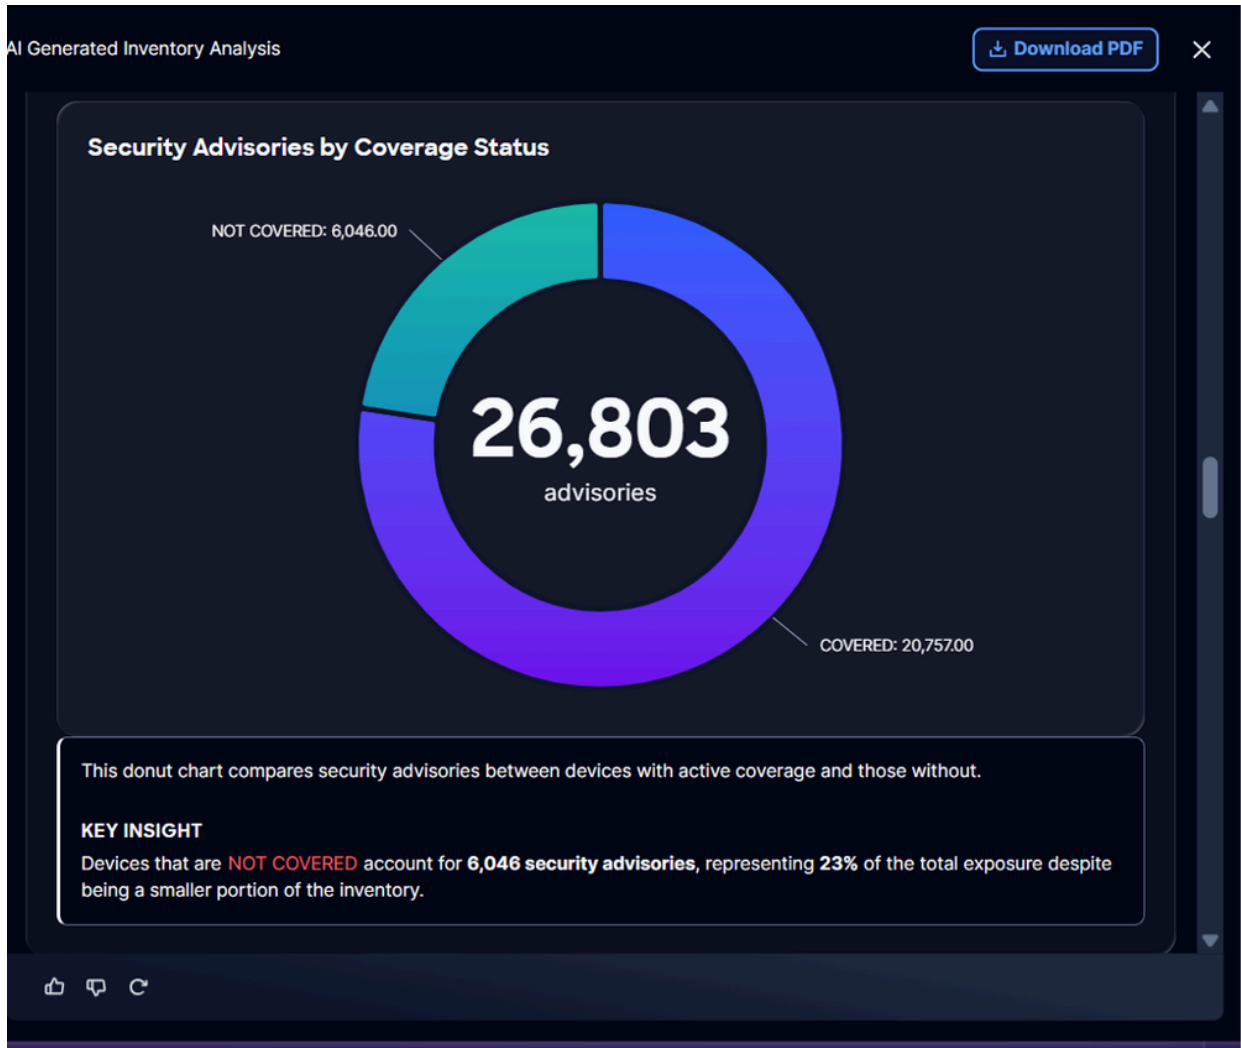 AI Generated Inventory Analysis
Download PDF
Security Advisories by Coverage Status
NOT COVERED: 6,046.00
26,803
advisories
COVERED: 20,757.00
This donut chart compares security advisories between devices with active coverage and those without.
KEY INSIGHT
Devices that are NOT COVERED account for 6,046 security advisories, representing 23% of the total exposure despite
being a smaller portion of the inventory.